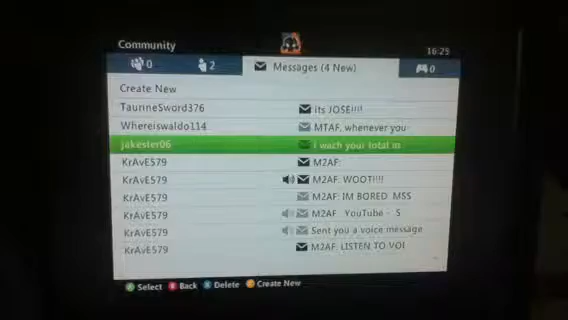 Community
16:25
0
2
Messages (4 New)
0
Create New
TaurineSword376 its JOSE!!!!
Whereiswaldo114 MTAF, whenever you
jakester06 I wach your total m
KrAvE579 M2AF:
KrAvE579 M2AF: WOOT!!!!
KrAvE579 M2AF: IM BORED MSS
KrAvE579 M2AF YouTube - S
KrAvE579 Sent you a voice message
KrAvE579 M2AF: LISTEN TO VOI
A Select B Back X Delete Y Create New